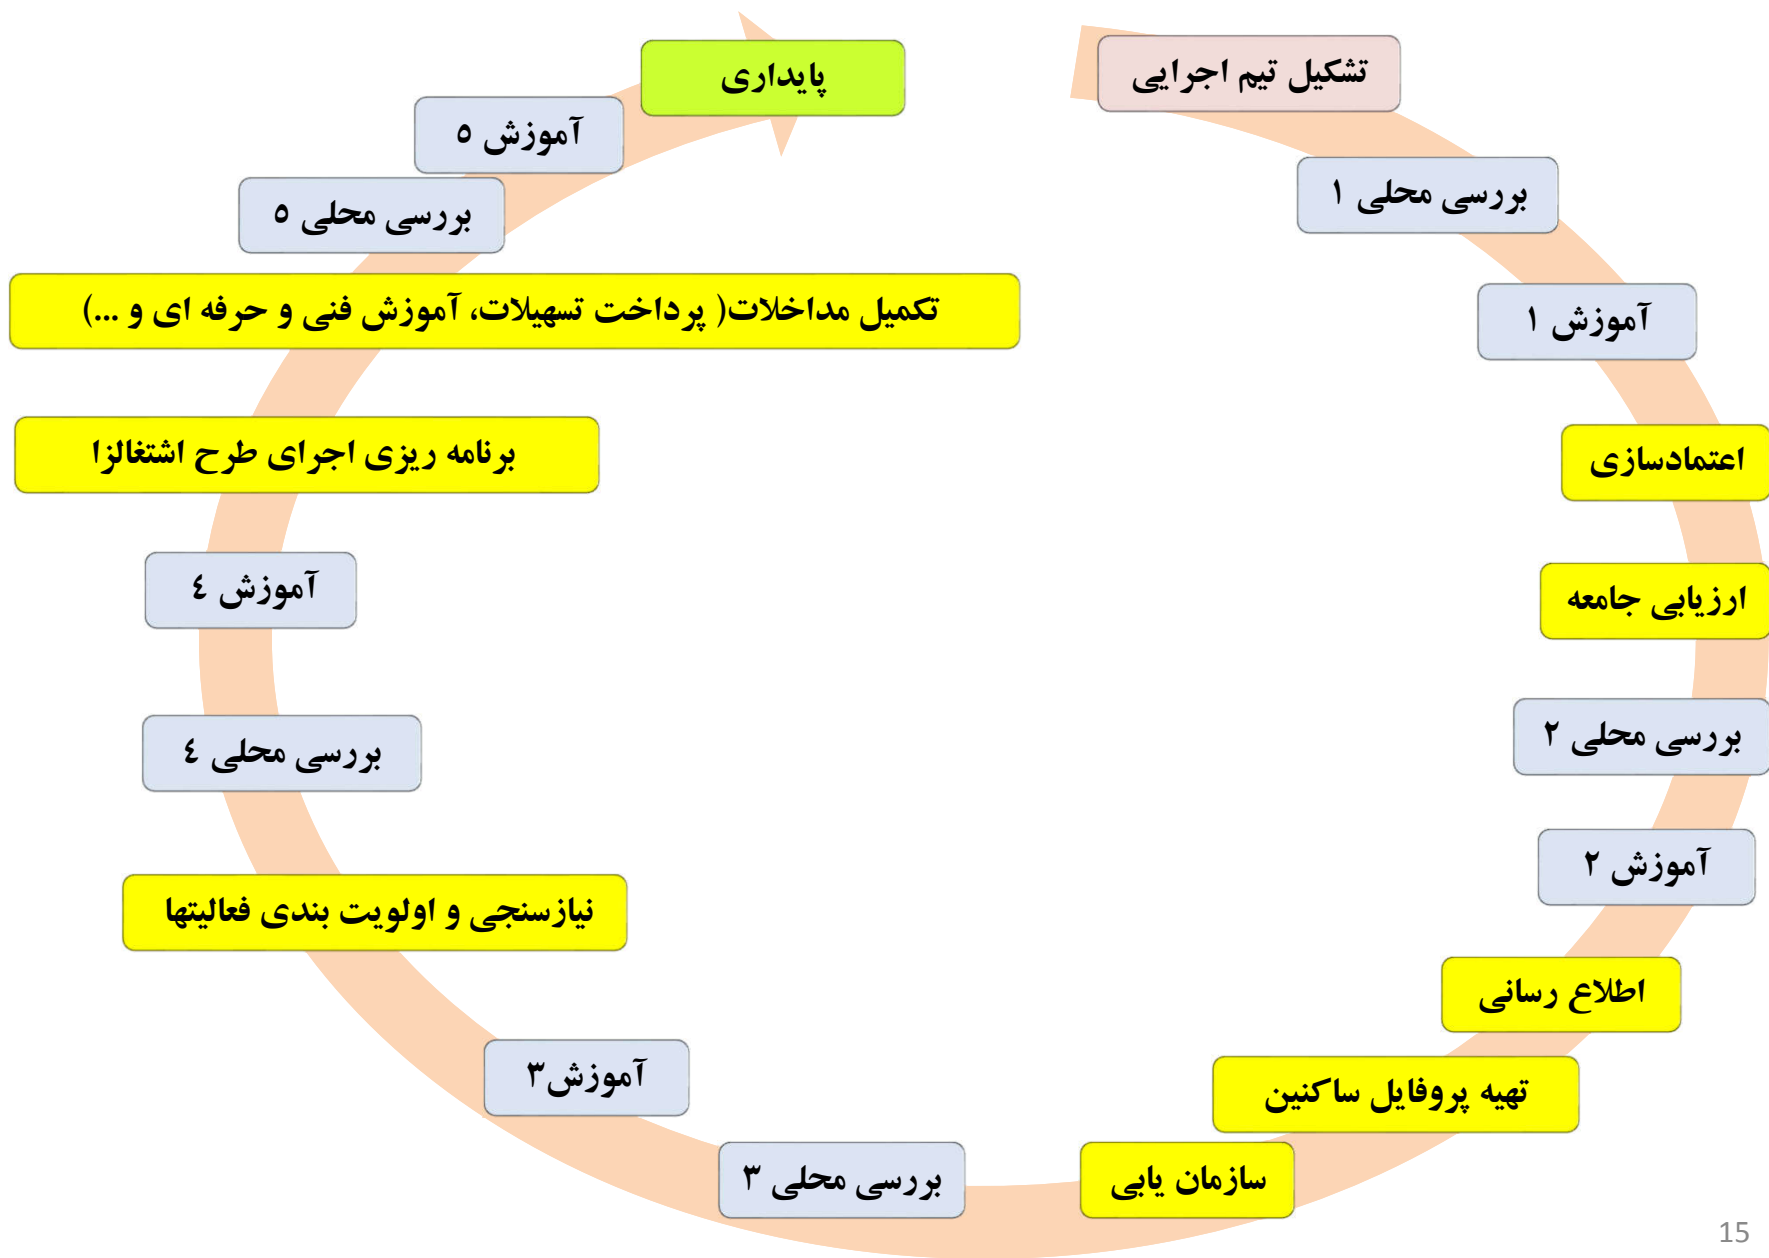 تشکیل تیم اجرایی
بررسی محلی ۱
آموزش ۱
اعتمادسازی
ارزیابی جامعه
بررسی محلی ۲
آموزش ۲
اطلاع رسانی
تهیه پروفایل ساکنین
سازمان یابی
بررسی محلی ۳
آموزش۳
نیازسنجی و اولویت بندی فعالیتها
بررسی محلی ٤
آموزش ٤
برنامه ریزی اجرای طرح اشتغالزا
تکمیل مداخلات( پرداخت تسهیلات، آموزش فنی و حرفه ای و ...)
بررسی محلی ٥
آموزش ٥
پایداری
15